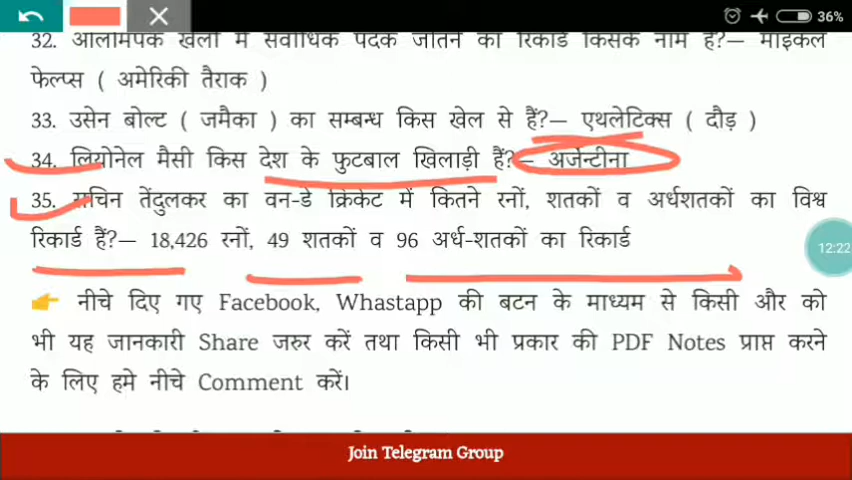 36%
32. ओलंपिक खेलों में सर्वाधिक पदक जीतने का रिकॉर्ड किसके नाम है?— माइकल
फेल्प्स ( अमेरिकी तैराक )
33. उसेन बोल्ट ( जमैका ) का सम्बन्ध किस खेल से हैं?— एथलेटिक्स ( दौड़ )
34. लियोनेल मैसी किस देश के फुटबाल खिलाड़ी हैं?— अर्जेन्टीना
35. सचिन तेंदुलकर का वन-डे क्रिकेट में कितने रनों, शतकों व अर्धशतकों का विश्व
रिकार्ड हैं?— 18,426 रनों, 49 शतकों व 96 अर्ध-शतकों का रिकार्ड
12:22
👉 नीचे दिए गए Facebook, Whastapp की बटन के माध्यम से किसी और को
भी यह जानकारी Share जरुर करें तथा किसी भी प्रकार की PDF Notes प्राप्त करने
के लिए हमे नीचे Comment करें।
Join Telegram Group